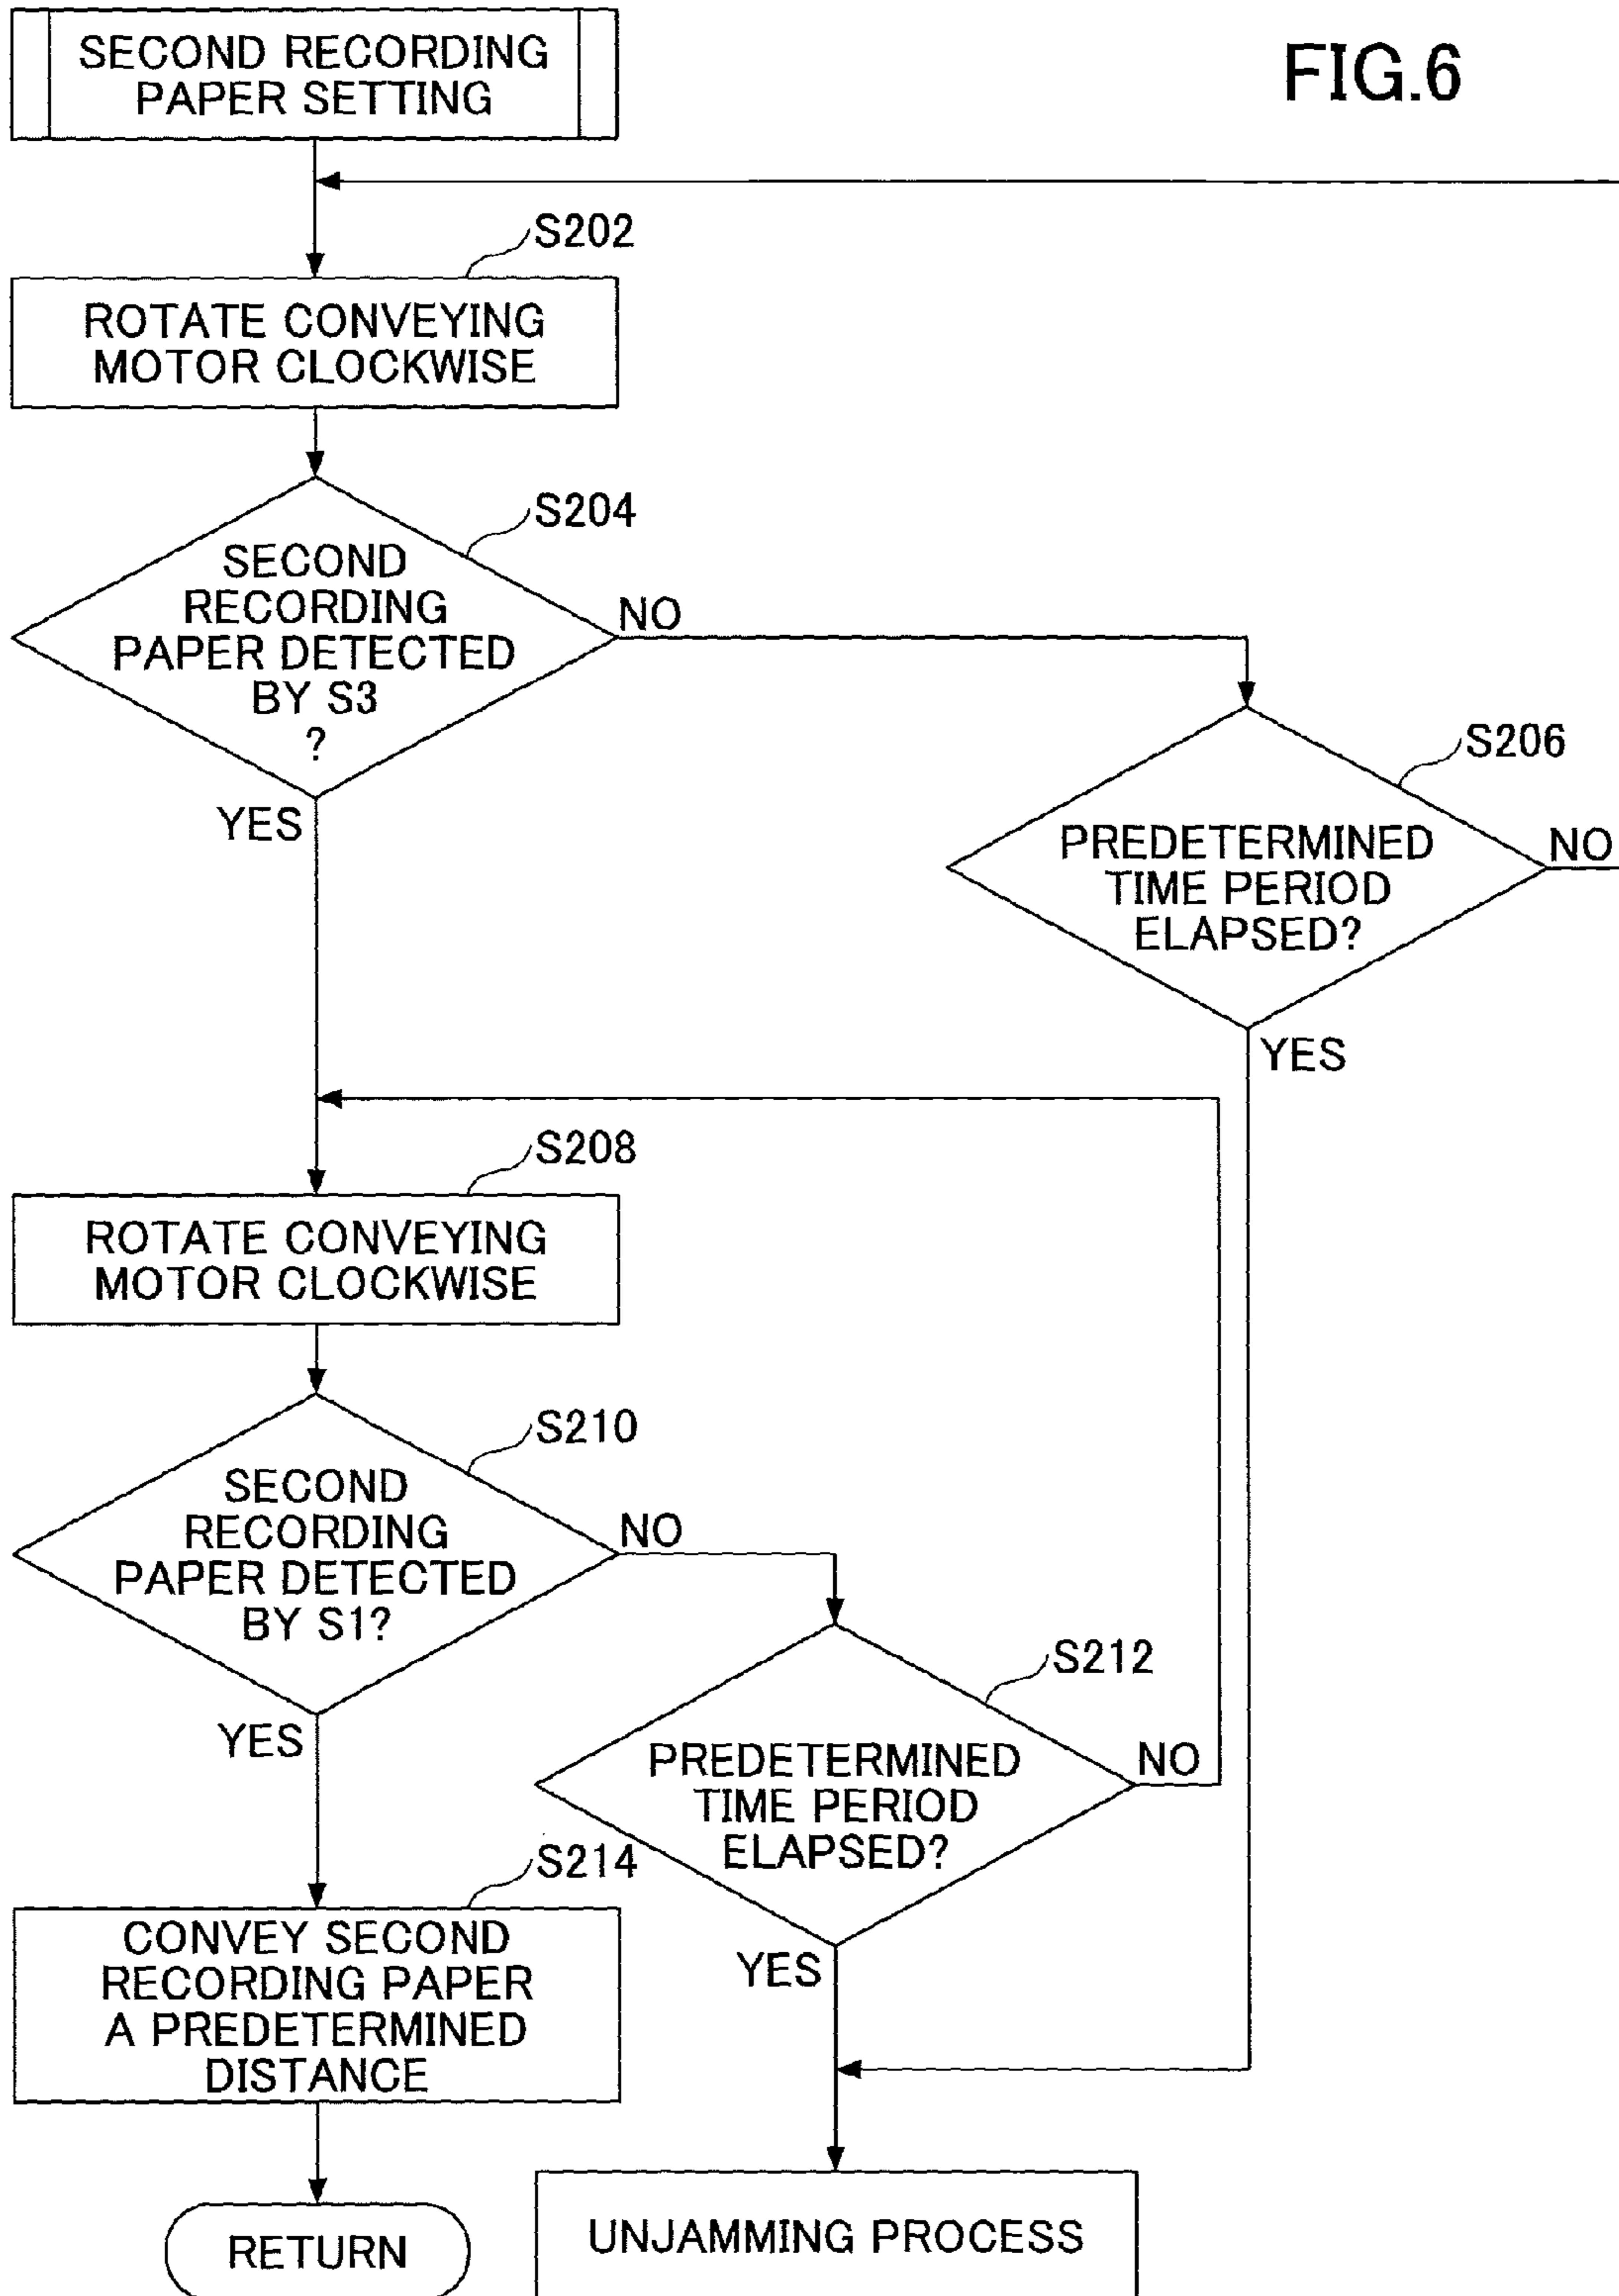 FIG.6
SECOND RECORDING
PAPER SETTING
S202
ROTATE CONVEYING
MOTOR CLOCKWISE
S204
SECOND
RECORDING
PAPER DETECTED
BY S3
?
NO
YES
S206
PREDETERMINED
TIME PERIOD
ELAPSED?
NO
YES
S208
ROTATE CONVEYING
MOTOR CLOCKWISE
S210
SECOND
RECORDING
PAPER DETECTED
BY S1?
NO
YES
S212
PREDETERMINED
TIME PERIOD
ELAPSED?
NO
YES
S214
CONVEY SECOND
RECORDING PAPER
A PREDETERMINED
DISTANCE
RETURN
UNJAMMING PROCESS